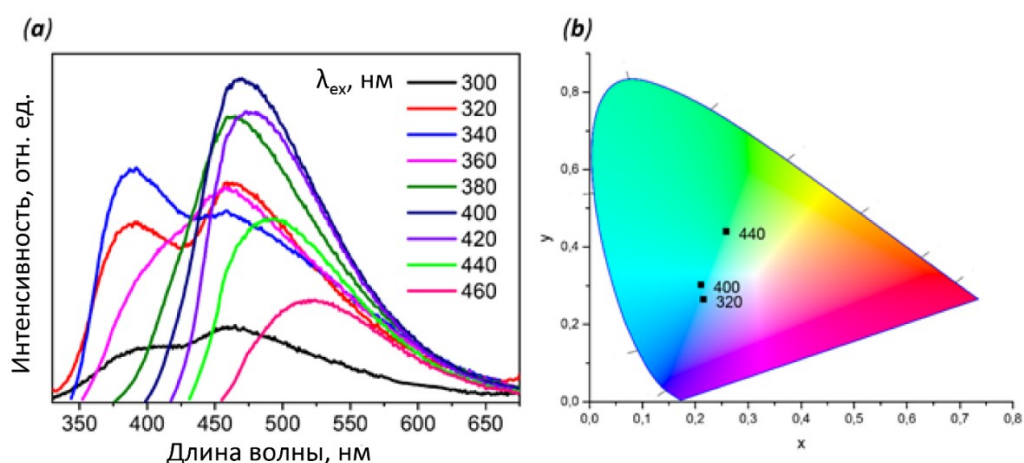 (a)
Интенсивность, отн. ед.
λex, нм
300
320
340
360
380
400
420
440
460
350 400 450 500 550 600 650
Длина волны, нм
(b)
y
0,8
0,6
0,4
0,2
0,0
440
400
320
0,0 0,1 0,2 0,3 0,4 0,5 0,6 0,7 0,8
x